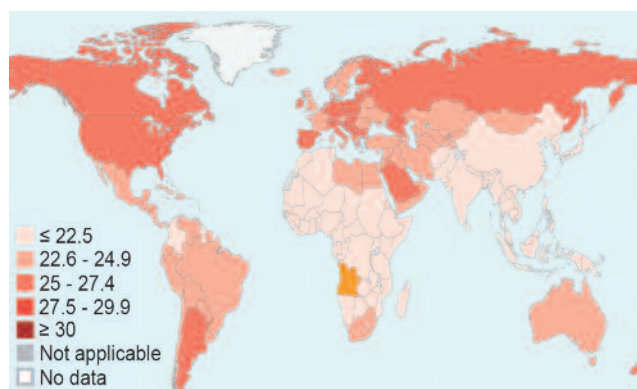 ≤ 22.5
22.6 - 24.9
25 - 27.4
27.5 - 29.9
≥ 30
Not applicable
No data